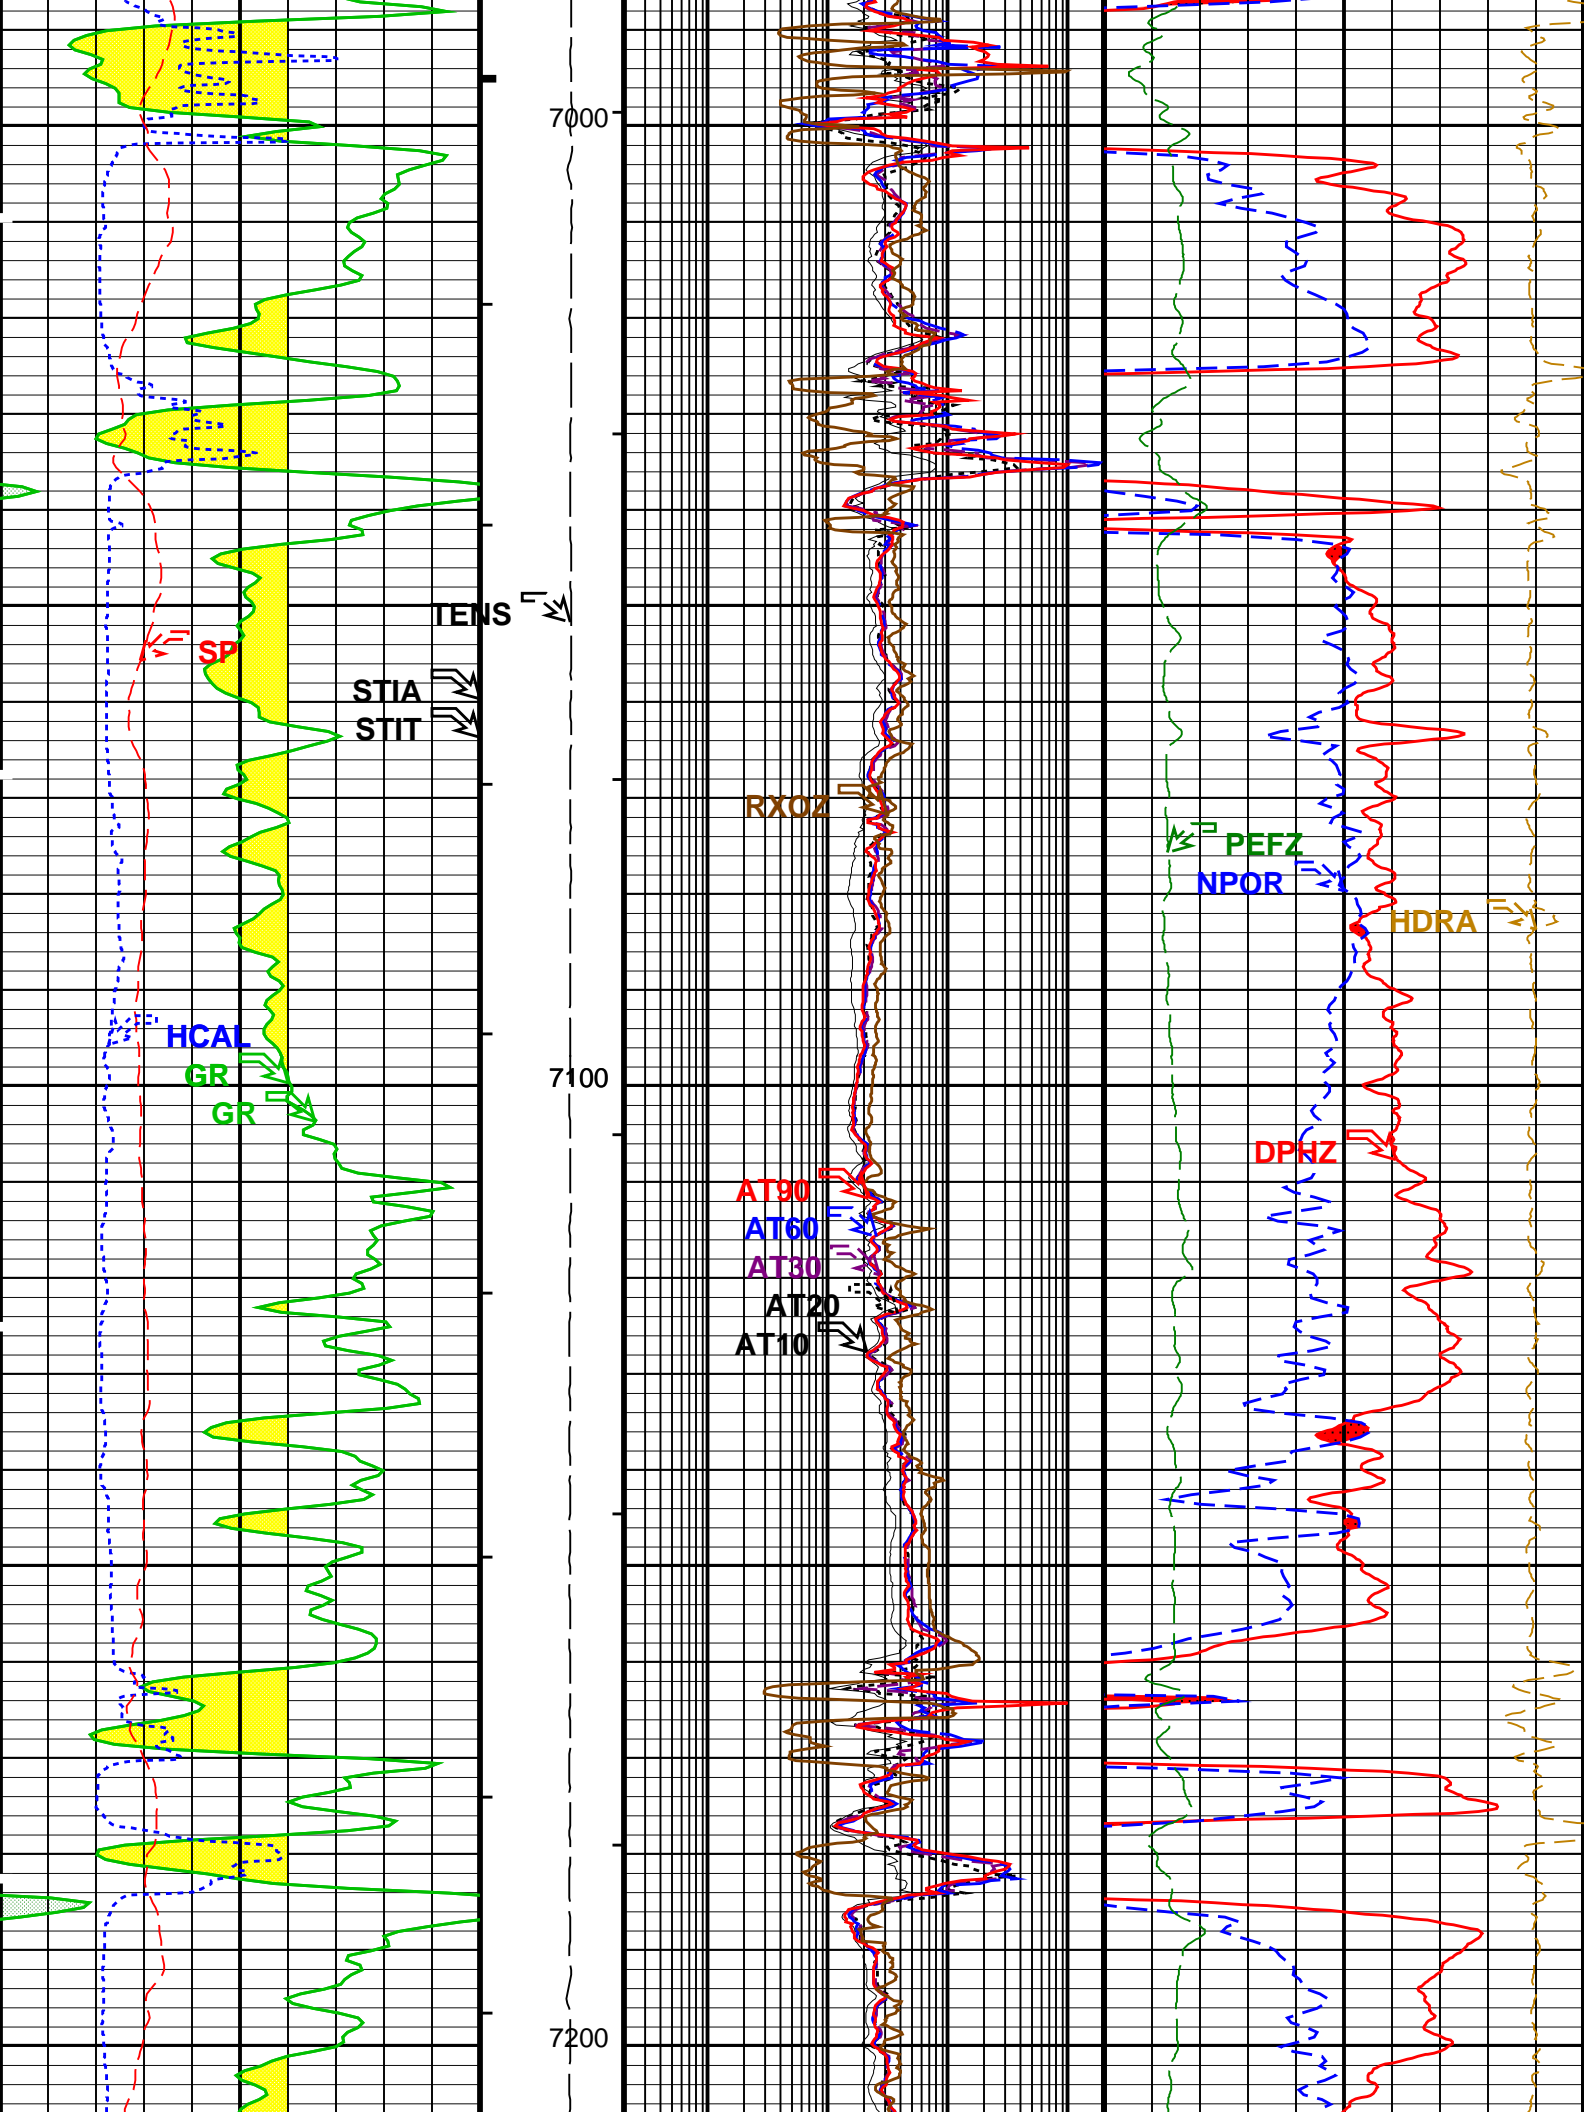 7000
TENS
SP
STIA
STIT
RXOZ
PEFZ
NPOR
HDRA
HCAL
GR
7100
GR
DPHZ
AT90
AT60
AT30
AT20
AT10
7200